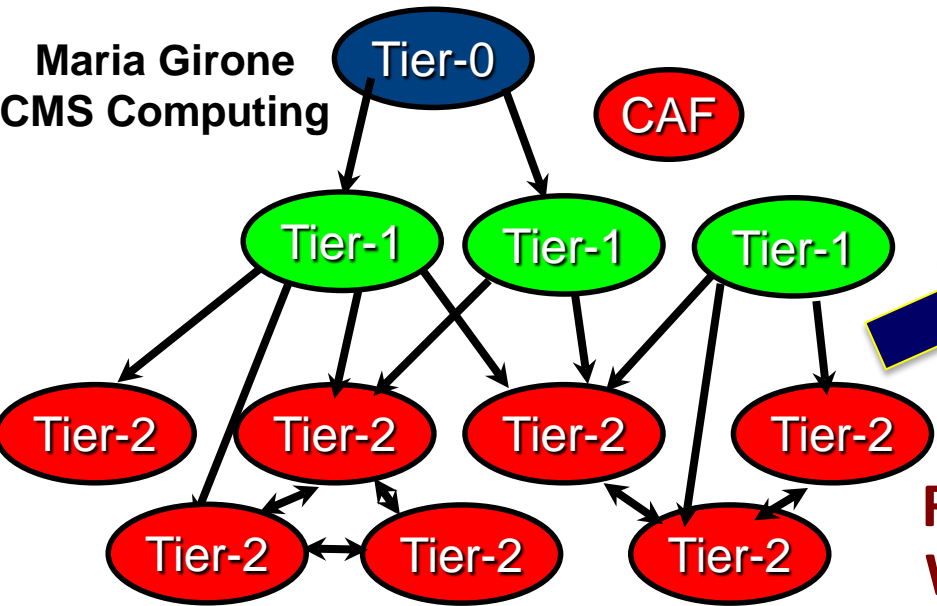 Maria Girone
CMS Computing
Tier-0
CAF
Tier-1
Tier-1
Tier-1
Tier-2
Tier-2
Tier-2
Tier-2
Tier-2
Tier-2
Tier-2